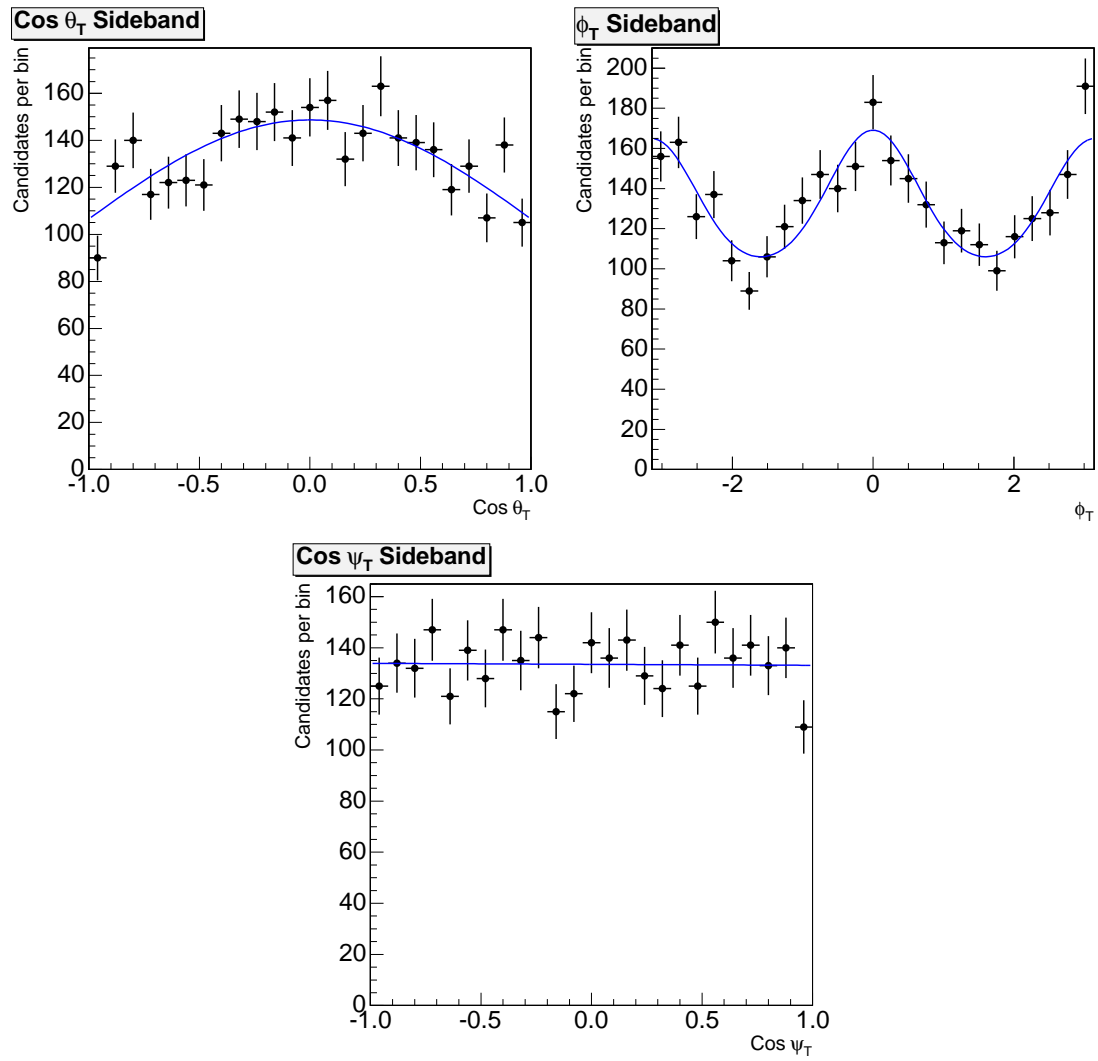 Cos θT Sideband
Candidates per bin
160
140
120
100
80
60
40
20
0
-1.0 -0.5 0.0 0.5 1.0
Cos θT
ϕT Sideband
Candidates per bin
200
180
160
140
120
100
80
60
40
20
0
-2 0 2
ϕT
Cos ψT Sideband
Candidates per bin
160
140
120
100
80
60
40
20
0
-1.0 -0.5 0.0 0.5 1.0
Cos ψT